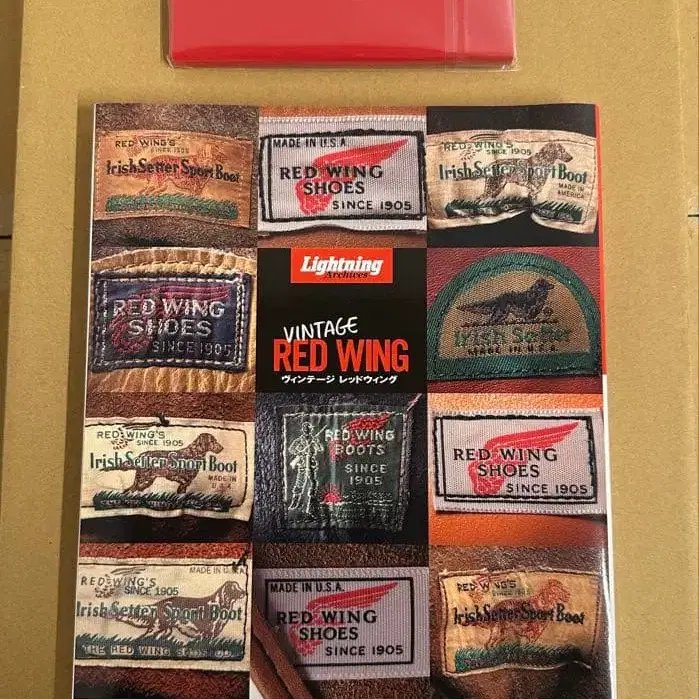 RED WING'S
SINCE 1905
Irish Setter Sport Boot
MADE IN U.S.A.
RED WING
SHOES
SINCE 1905
RED WING'S
SINCE 1905
Irish Setter Sport Boot
MADE IN
AMERICA
RED WING
SHOES
SINCE 1905
Lightning
Archives
VINTAGE
RED WING
ヴィンテージ レッドウィング
Irish Setter
MADE IN U.S.A.
RED WING'S
SINCE 1905
Irish Setter Sport Boot
MADE IN
U.S.A.
RED WING
BOOTS
SINCE
1905
RED WING
SHOES
SINCE 1905
MADE IN U.S.A.
RED WING'S
SINCE 1905
Irish Setter Sport Boot
THE RED WING SHOE CO.
MADE IN U.S.A.
RED WING
SHOES
SINCE 1905
RED WING'S
SINCE 1905
Irish Setter Sport Boot